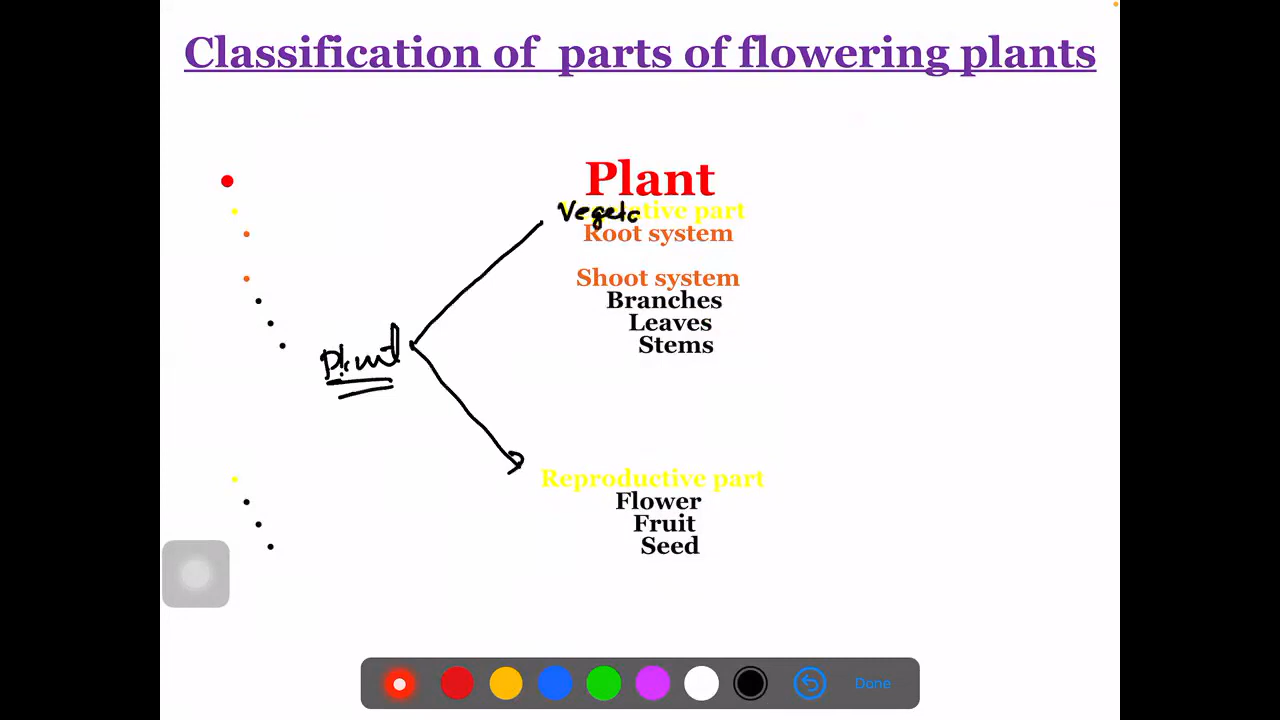 Classification of parts of flowering plants
Plant
Vegeta
Vegetative part
Root system
Shoot system
Branches
Leaves
Stems
Plant
Reproductive part
Flower
Fruit
Seed
Done